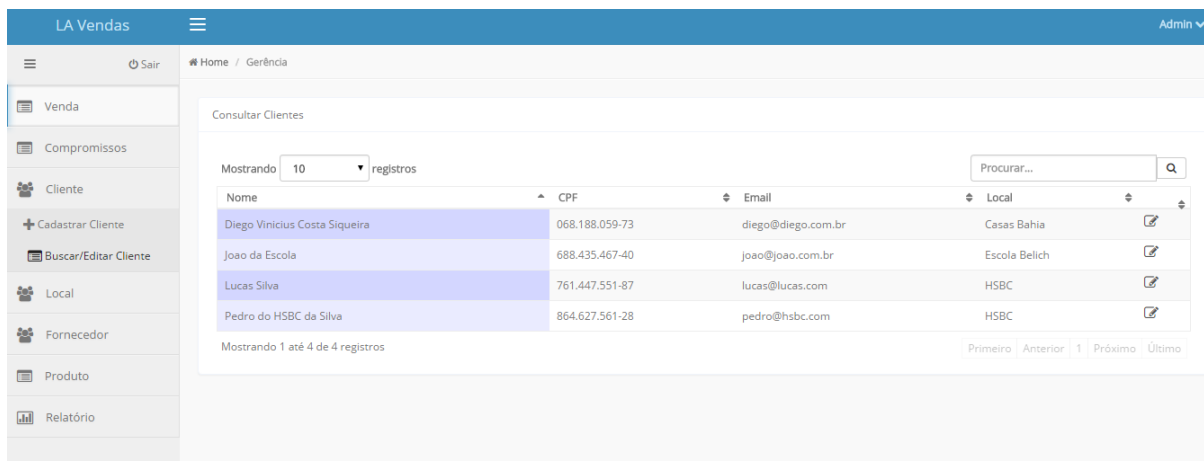 LA Vendas
Admin
Sair
Home / Gerência
Venda
Compromissos
Cliente
Cadastrar Cliente
Buscar/Editar Cliente
Local
Fornecedor
Produto
Relatório
Consultar Clientes
Mostrando 10 registros
Procurar...
Nome CPF Email Local
Diego Vinicius Costa Siqueira 068.188.059-73 diego@diego.com.br Casas Bahia
Joao da Escola 688.435.467-40 joao@joao.com.br Escola Belich
Lucas Silva 761.447.551-87 lucas@lucas.com HSBC
Pedro do HSBC da Silva 864.627.561-28 pedro@hsbc.com HSBC
Mostrando 1 até 4 de 4 registros
Primeiro Anterior 1 Próximo Último